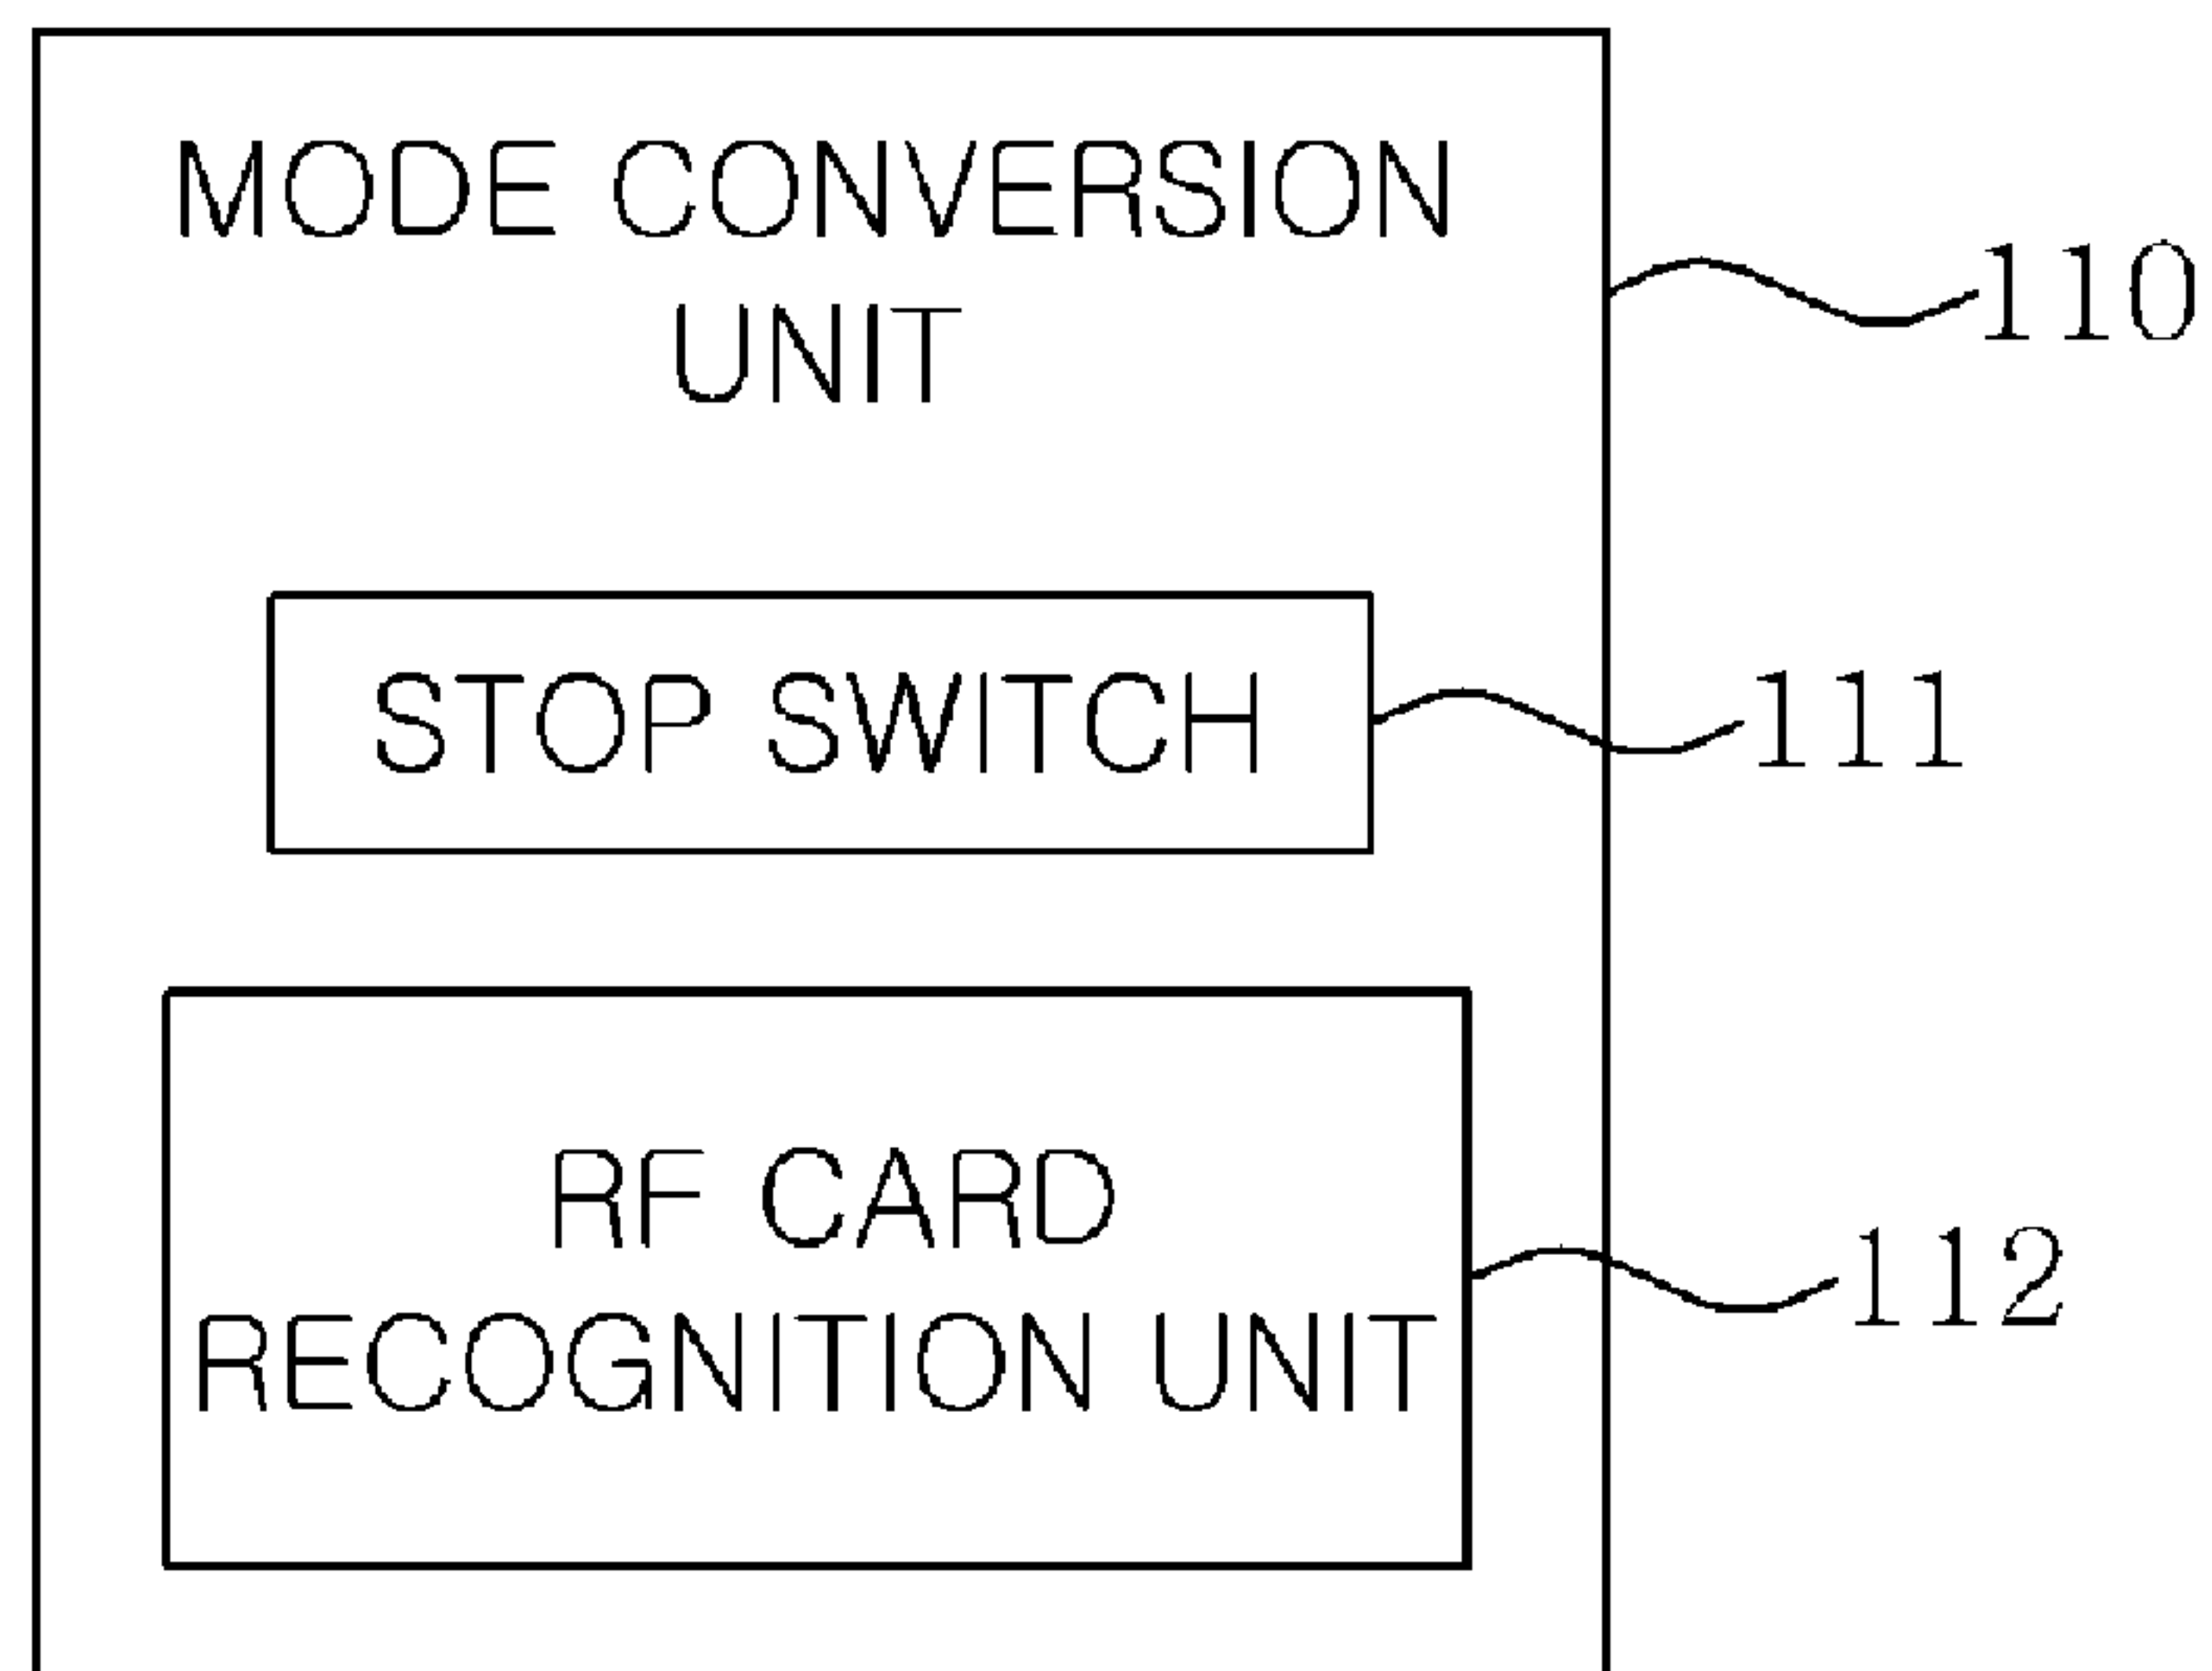 MODE CONVERSION
UNIT
110
STOP SWITCH
111
RF CARD
RECOGNITION UNIT
112